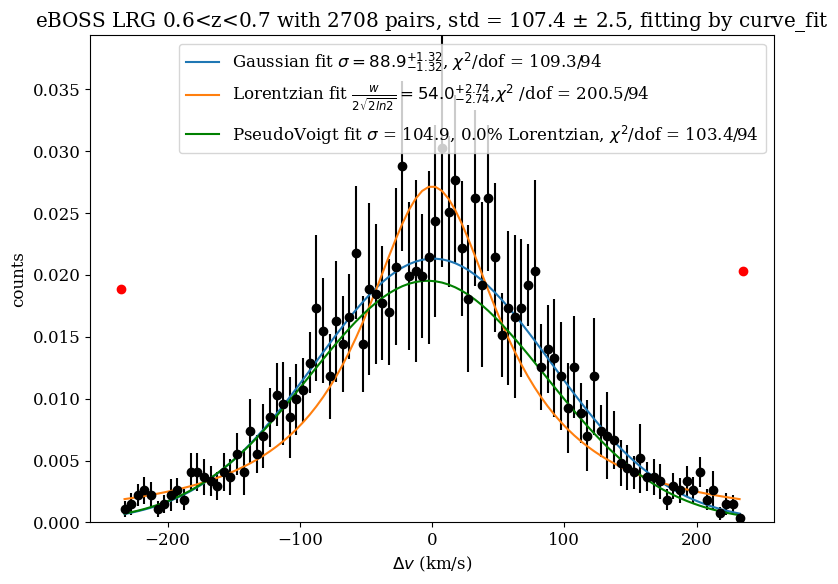 eBOSS LRG 0.6<z<0.7 with 2708 pairs, std = 107.4 ± 2.5, fitting by curve_fit
Gaussian fit σ = 88.9^{+1.32}_{-1.32}, χ²/dof = 109.3/94
Lorentzian fit \frac{w}{2\sqrt{2ln2}} = 54.0^{+2.74}_{-2.74},χ² /dof = 200.5/94
PseudoVoigt fit σ = 104.9, 0.0% Lorentzian, χ²/dof = 103.4/94
counts
0.035
0.030
0.025
0.020
0.015
0.010
0.005
0.000
−200 −100 0 100 200
Δv (km/s)